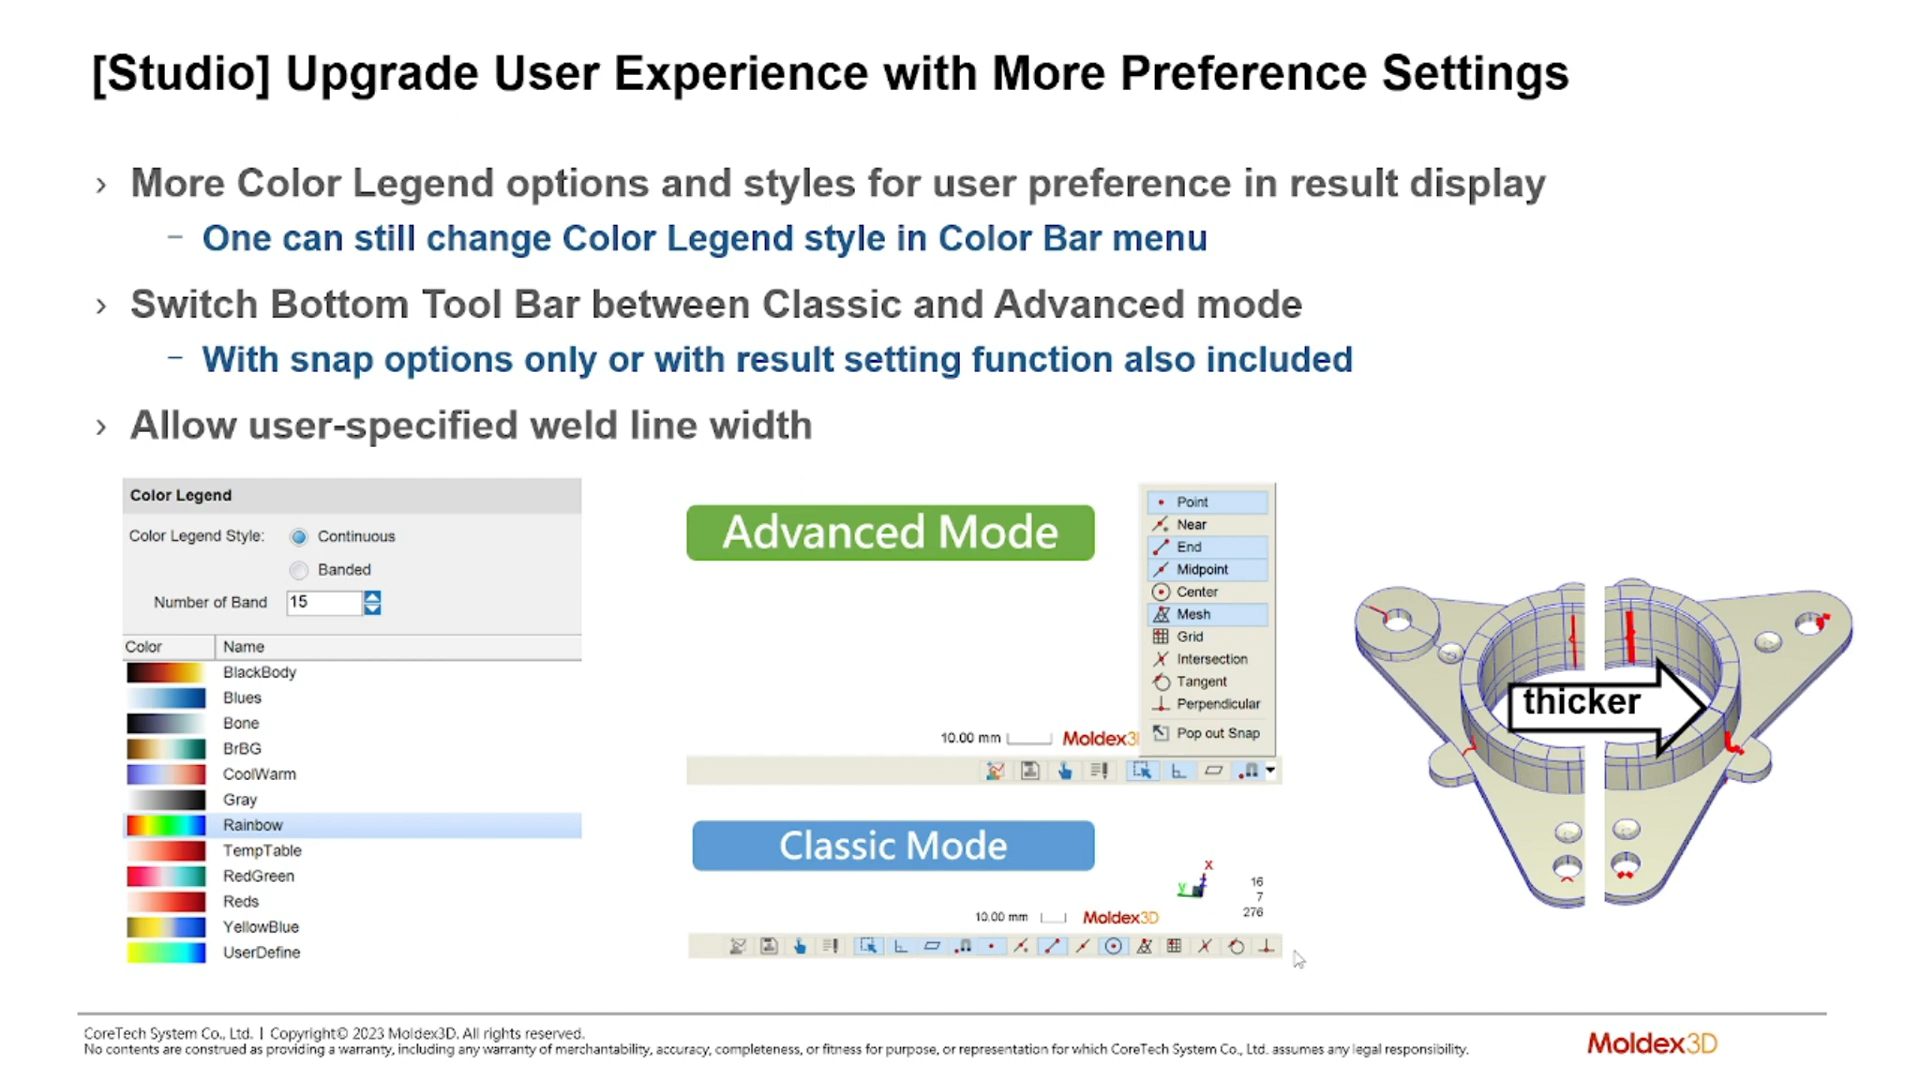 [Studio] Upgrade User Experience with More Preference Settings
› More Color Legend options and styles for user preference in result display
– One can still change Color Legend style in Color Bar menu
› Switch Bottom Tool Bar between Classic and Advanced mode
– With snap options only or with result setting function also included
› Allow user-specified weld line width
Color Legend
Color Legend Style: Continuous
Banded
Number of Band 15
Color Name
BlackBody
Blues
Bone
BrBG
CoolWarm
Gray
Rainbow
TempTable
RedGreen
Reds
YellowBlue
UserDefine
Advanced Mode
Point
Near
End
Midpoint
Center
Mesh
Grid
Intersection
Tangent
Perpendicular
Pop out Snap
10.00 mm Moldex3
Classic Mode
x
y
16
7
276
10.00 mm Moldex3D
thicker
CoreTech System Co., Ltd. | Copyright© 2023 Moldex3D. All rights reserved.
No contents are construed as providing a warranty, including any warranty of merchantability, accuracy, completeness, or fitness for purpose, or representation for which CoreTech System Co., Ltd. assumes any legal responsibility.
Moldex3D